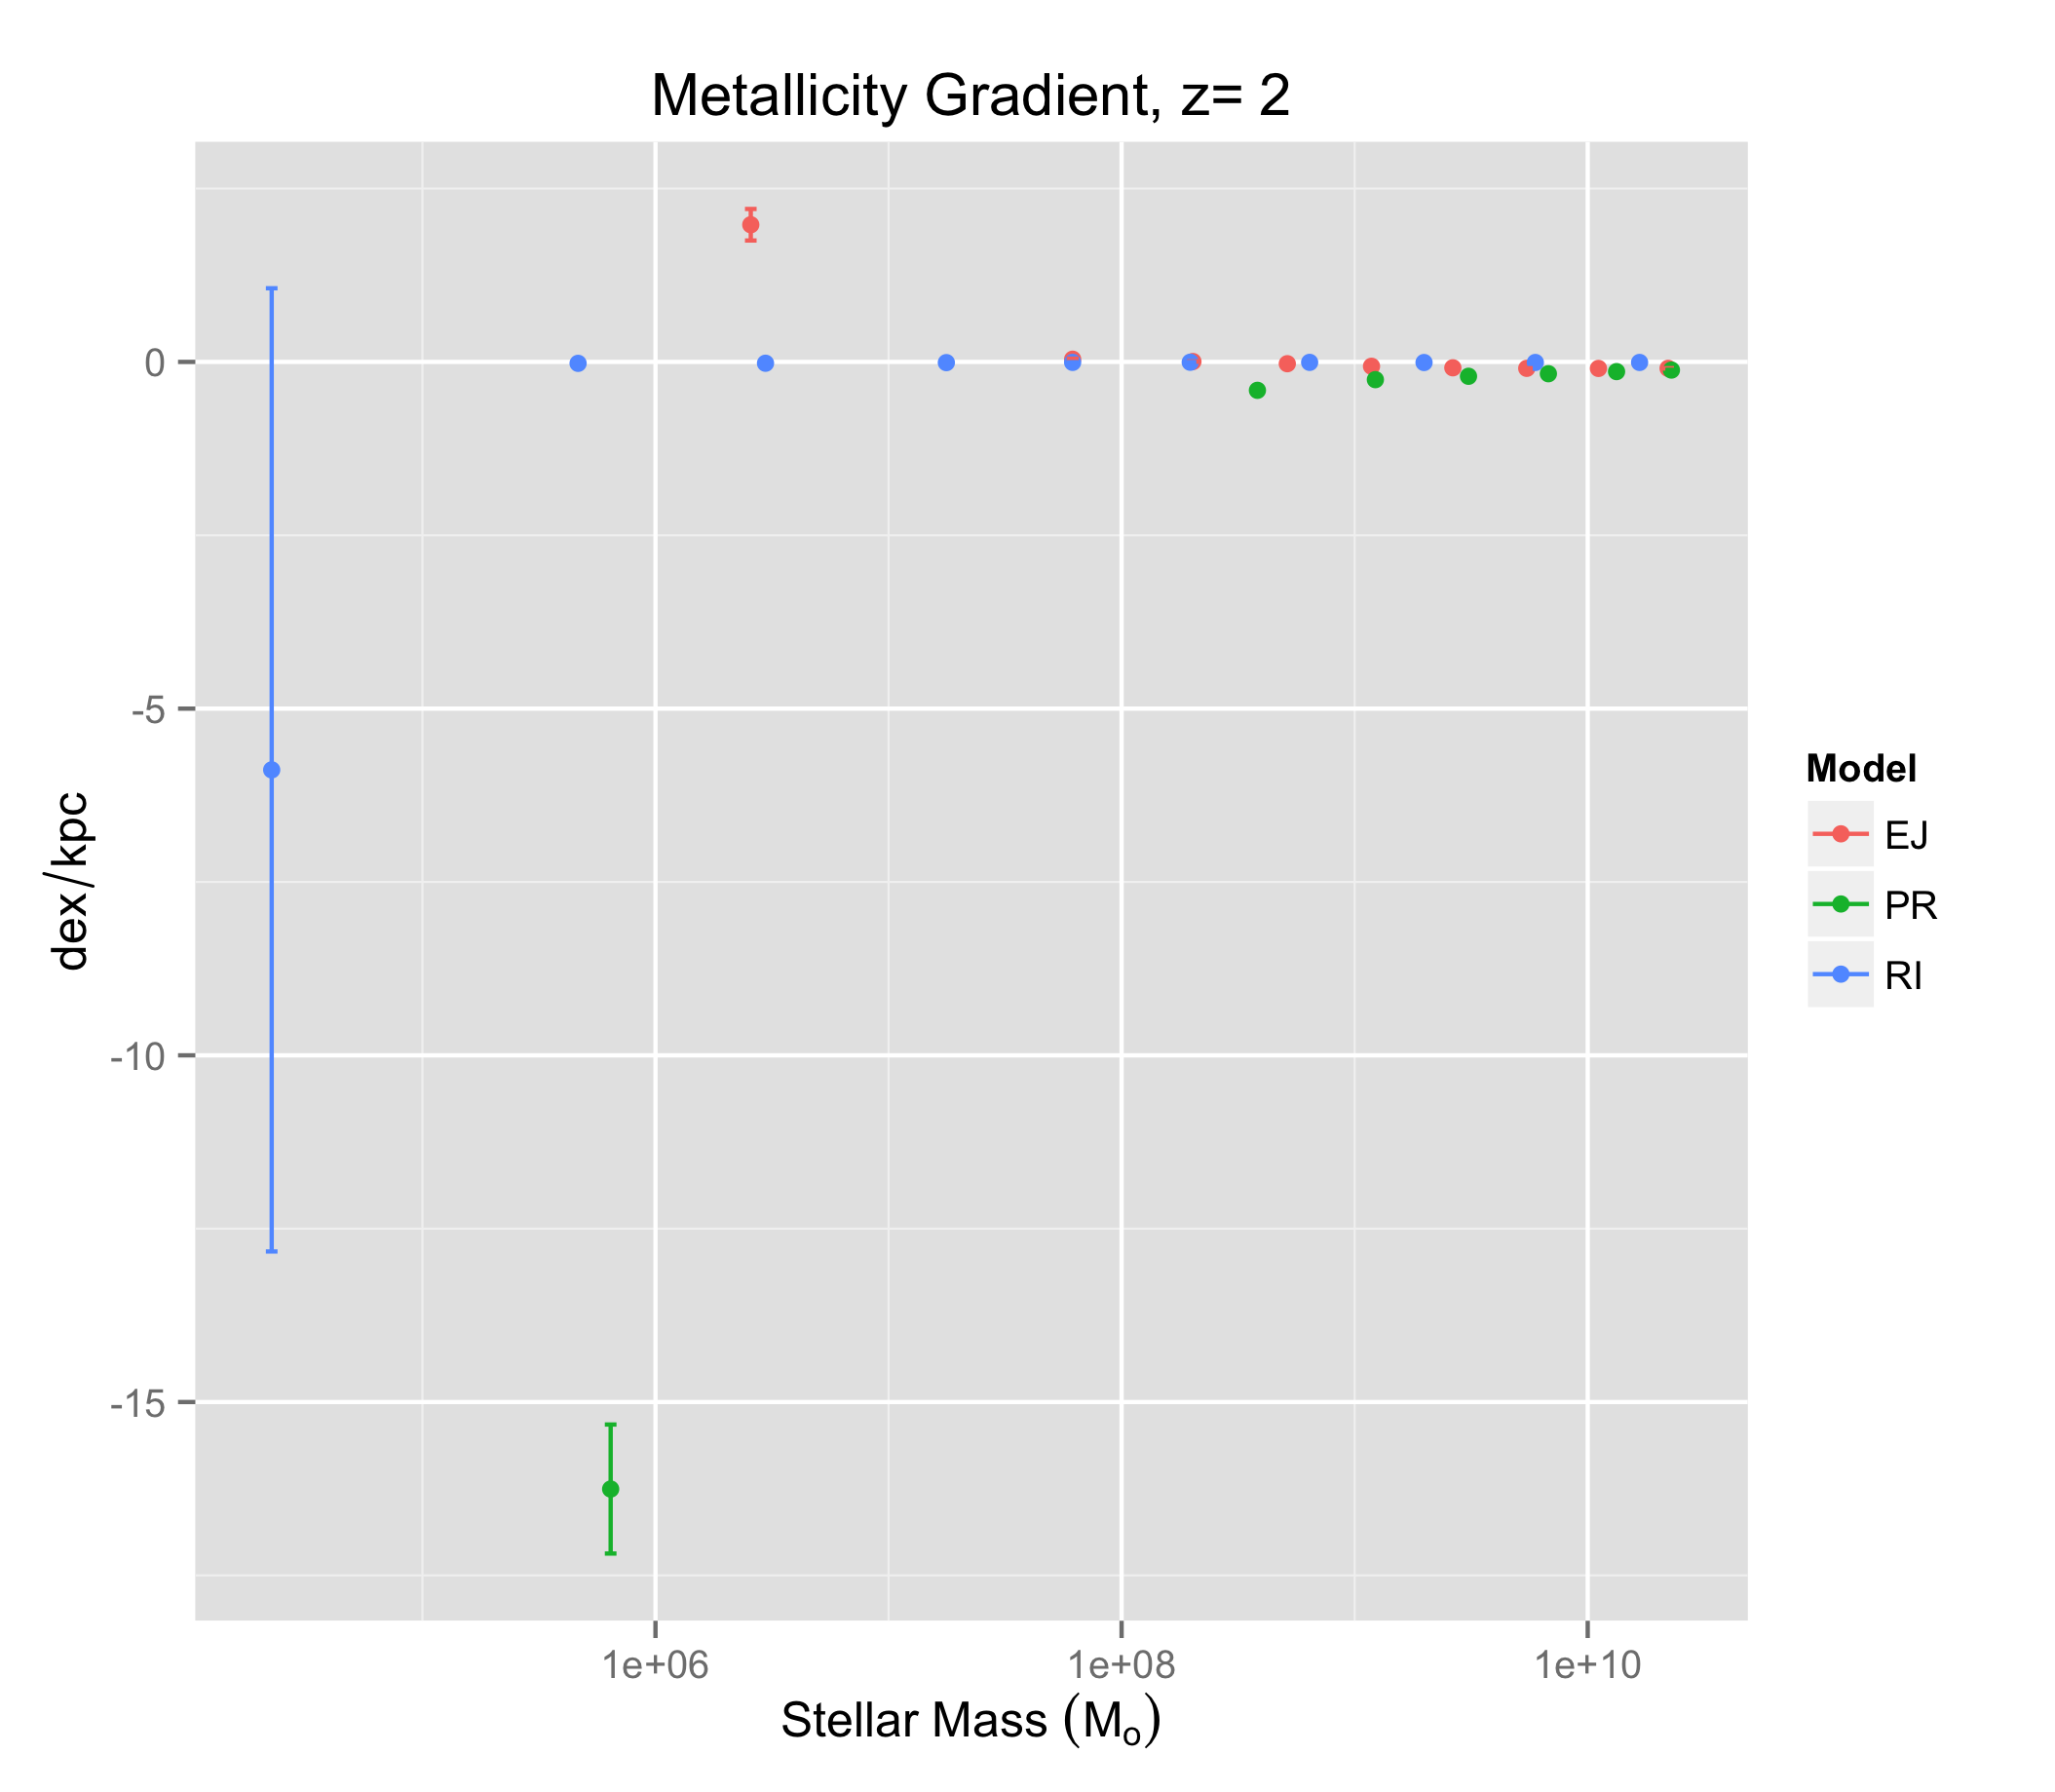 Metallicity Gradient, z= 2
0
-5
-10
-15
dex/kpc
1e+06 1e+08 1e+10
Stellar Mass (Mo)
Model
EJ
PR
RI